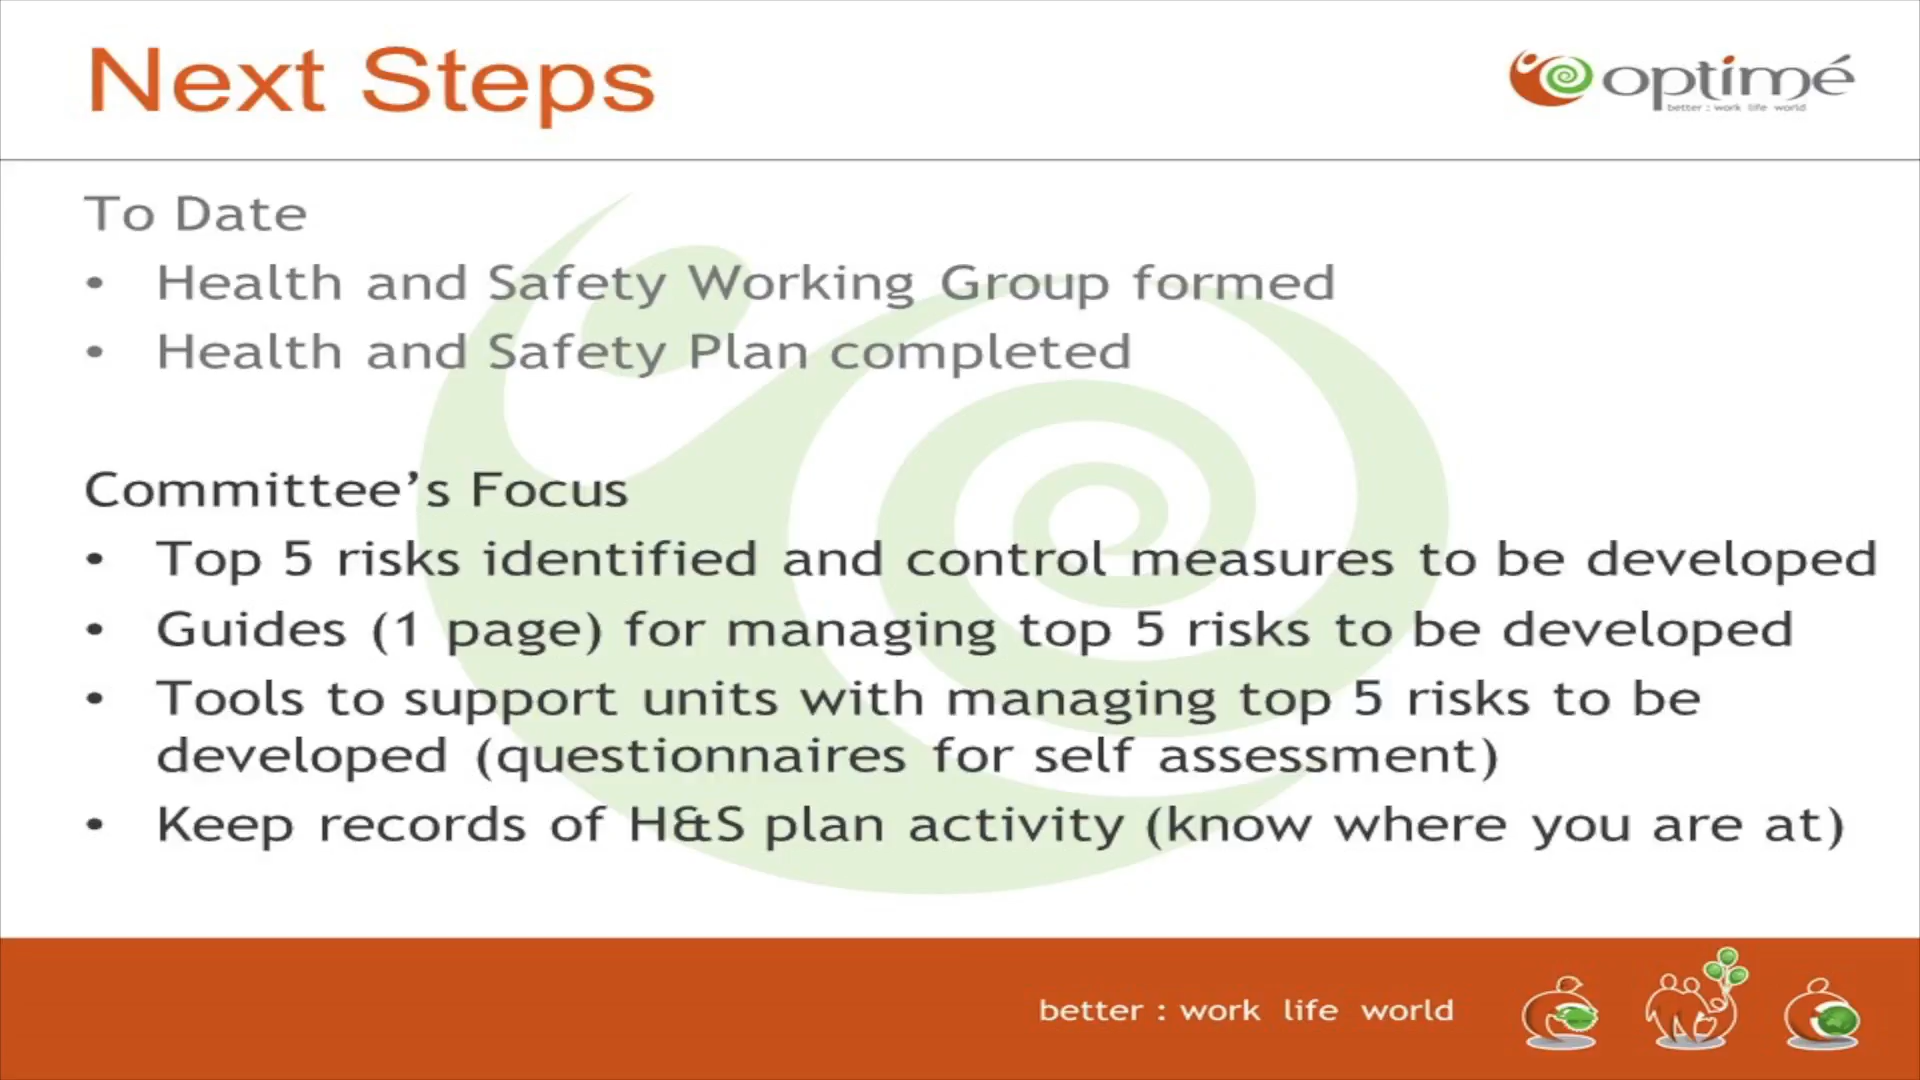 Next Steps
optimé
better : work life world
To Date
• Health and Safety Working Group formed
• Health and Safety Plan completed
Committee’s Focus
• Top 5 risks identified and control measures to be developed
• Guides (1 page) for managing top 5 risks to be developed
• Tools to support units with managing top 5 risks to be
developed (questionnaires for self assessment)
• Keep records of H&S plan activity (know where you are at)
better : work life world